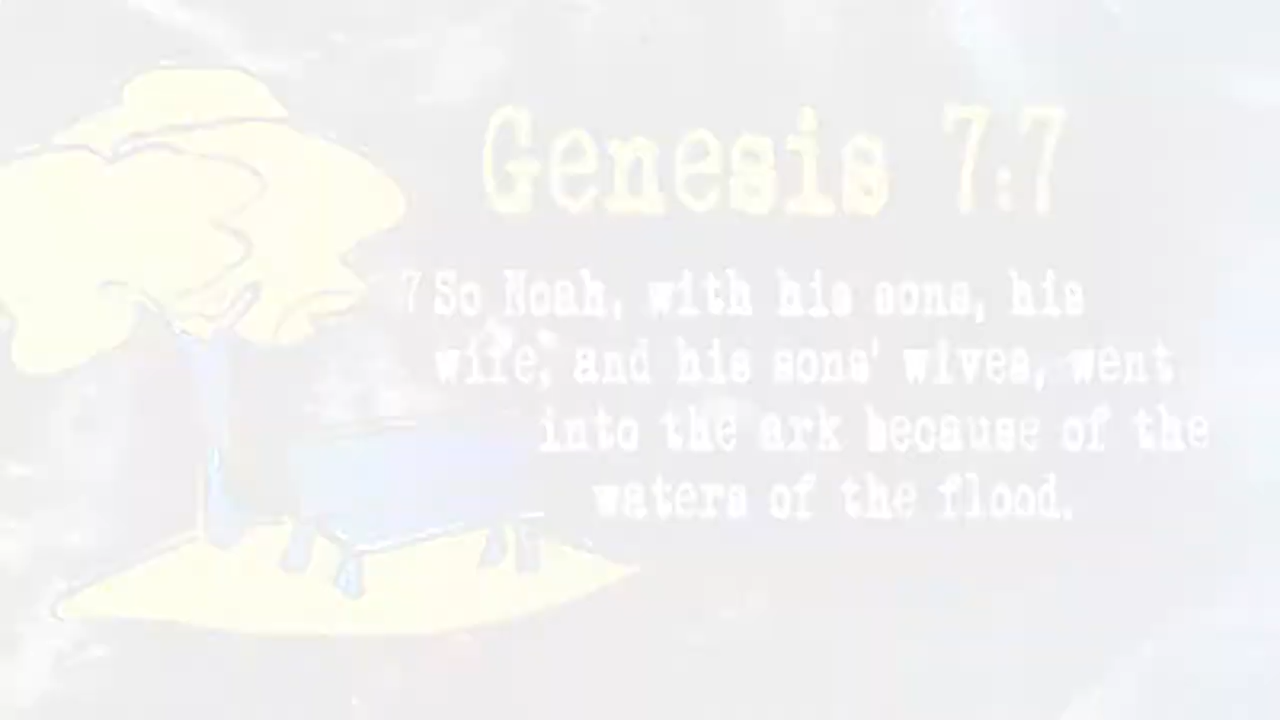 Genesis 7:7
7 So Noah, with his sons, his
wife, and his sons' wives, went
into the ark because of the
waters of the flood.